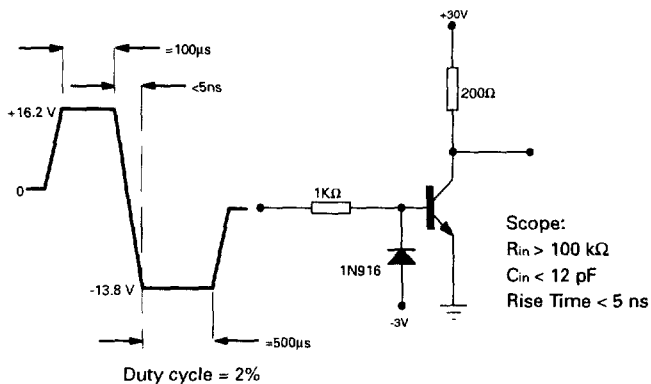 +30V
=100µs
<5ns
+16.2 V
200Ω
0
1KΩ
Scope:
Rin > 100 kΩ
1N916
Cin < 12 pF
-13.8 V
Rise Time < 5 ns
-3V
=500µs
Duty cycle = 2%